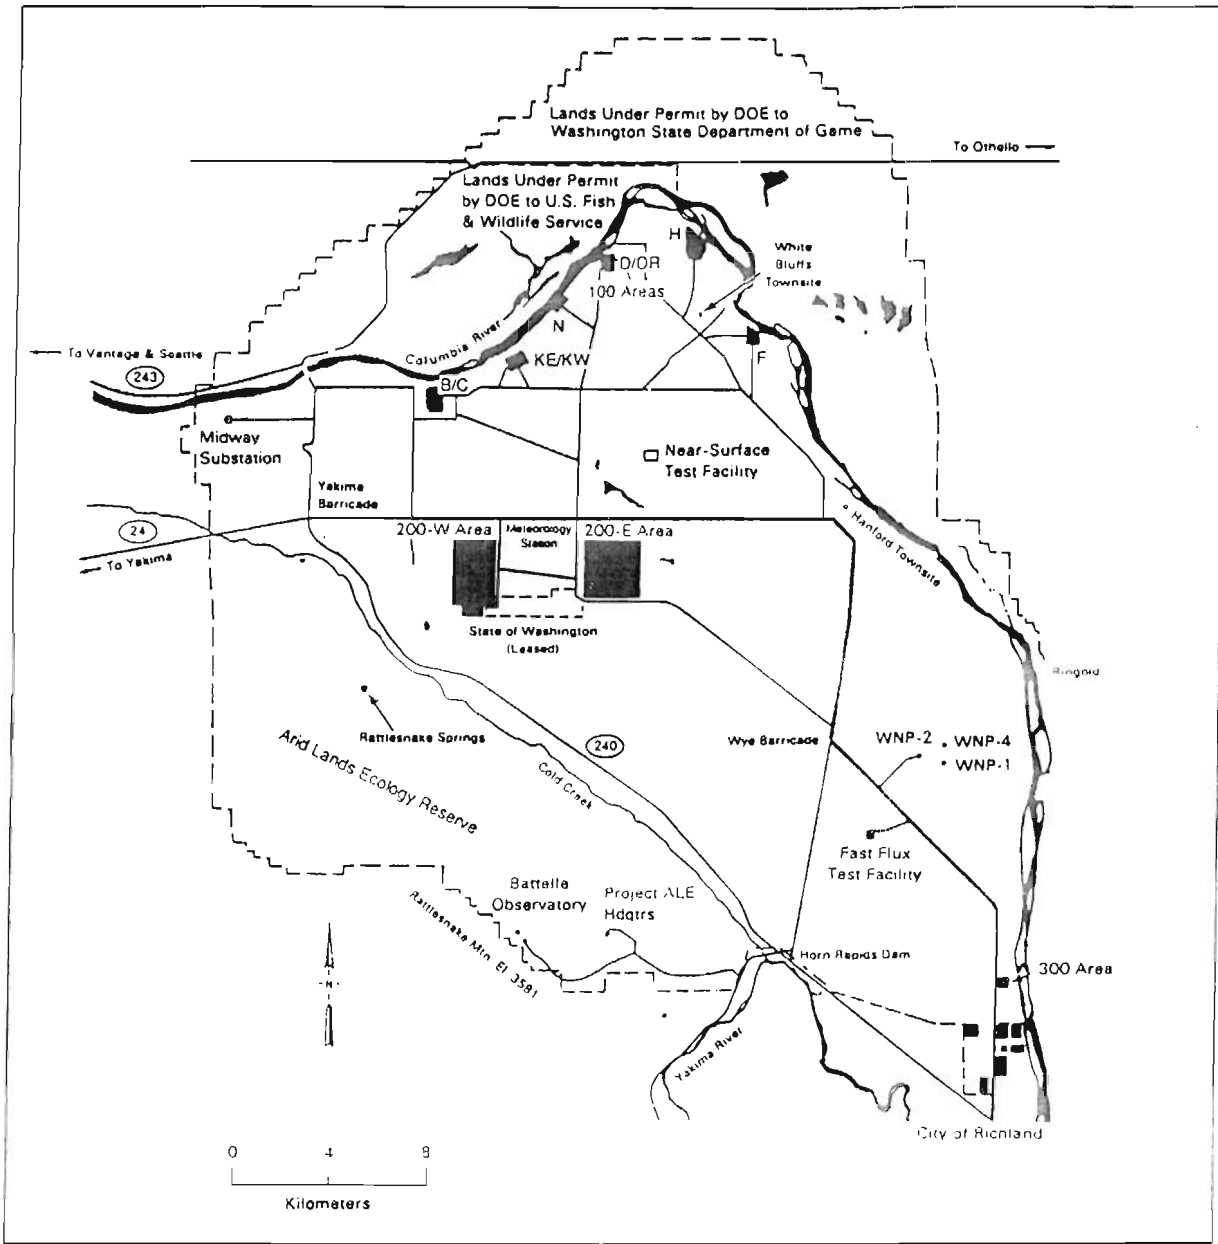 Lands Under Permit by DOE to
Washington State Department of Game
To Othello
Lands Under Permit
by DOE to U.S. Fish
& Wildlife Service
H
White
Bluffs
Townsite
D/DR
100 Areas
N
Columbia River
To Vantage & Seattle
243
KE/KW
F
B/C
Midway
Substation
Near-Surface
Test Facility
Yakima
Barricade
24
To Yakima
200-W Area
Meteorology
Station
200-E Area
Hanford Townsite
State of Washington
(Leased)
Ringold
Rattlesnake Springs
240
Wye Barricade
WNP-2
WNP-4
WNP-1
Arid Lands Ecology Reserve
Cold Creek
Fast Flux
Test Facility
Battelle
Observatory
Project ALE
Hdqtrs
Rattlesnake Mtn. El. 3581
Horn Rapids Dam
300 Area
N
Yakima River
City of Richland
0 4 8
Kilometers